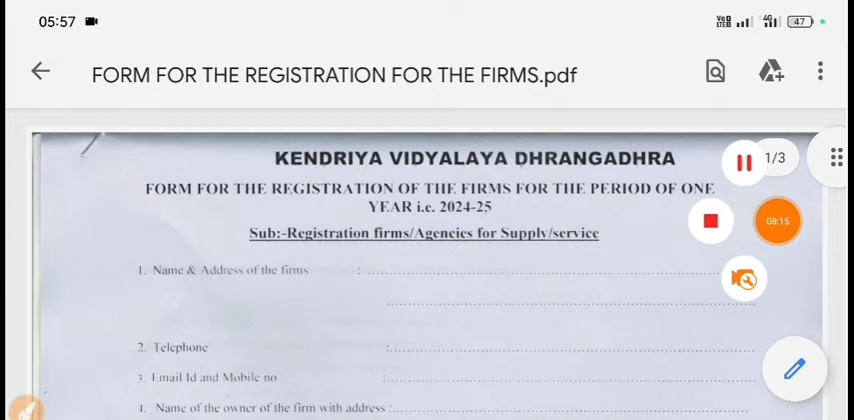 05:57
Vo LTE 4G 47
FORM FOR THE REGISTRATION FOR THE FIRMS.pdf
KENDRIYA VIDYALAYA DHRANGADHRA
1/3
FORM FOR THE REGISTRATION OF THE FIRMS FOR THE PERIOD OF ONE
YEAR i.e. 2024-25
08:15
Sub:-Registration firms/Agencies for Supply/service
1. Name & Address of the firms :
2. Telephone :
3. Email Id and Mobile no :
4. Name of the owner of the firm with address :